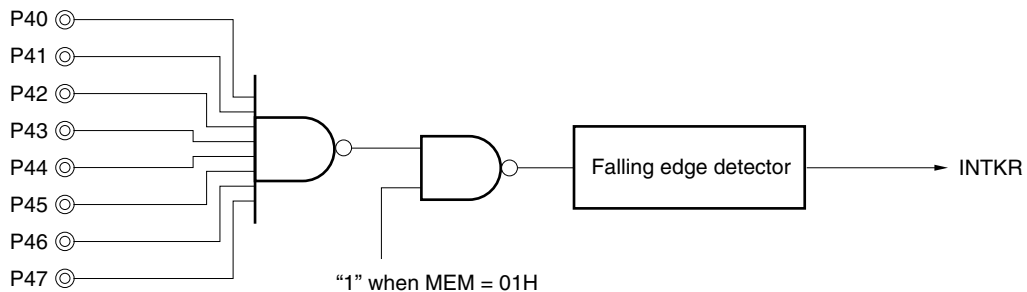 P40
P41
P42
P43
P44
P45
P46
P47
Falling edge detector
INTKR
“1” when MEM = 01H